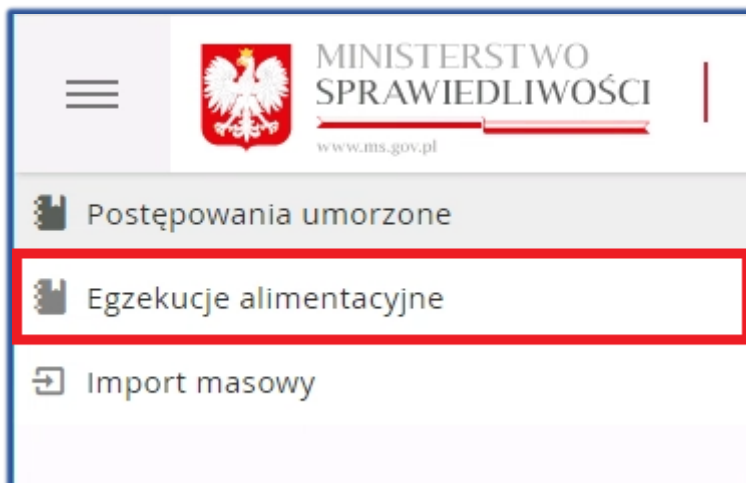 MINISTERSTWO
SPRAWIEDLIWOŚCI
www.ms.gov.pl
Postępowania umorzone
Egzekucje alimentacyjne
Import masowy